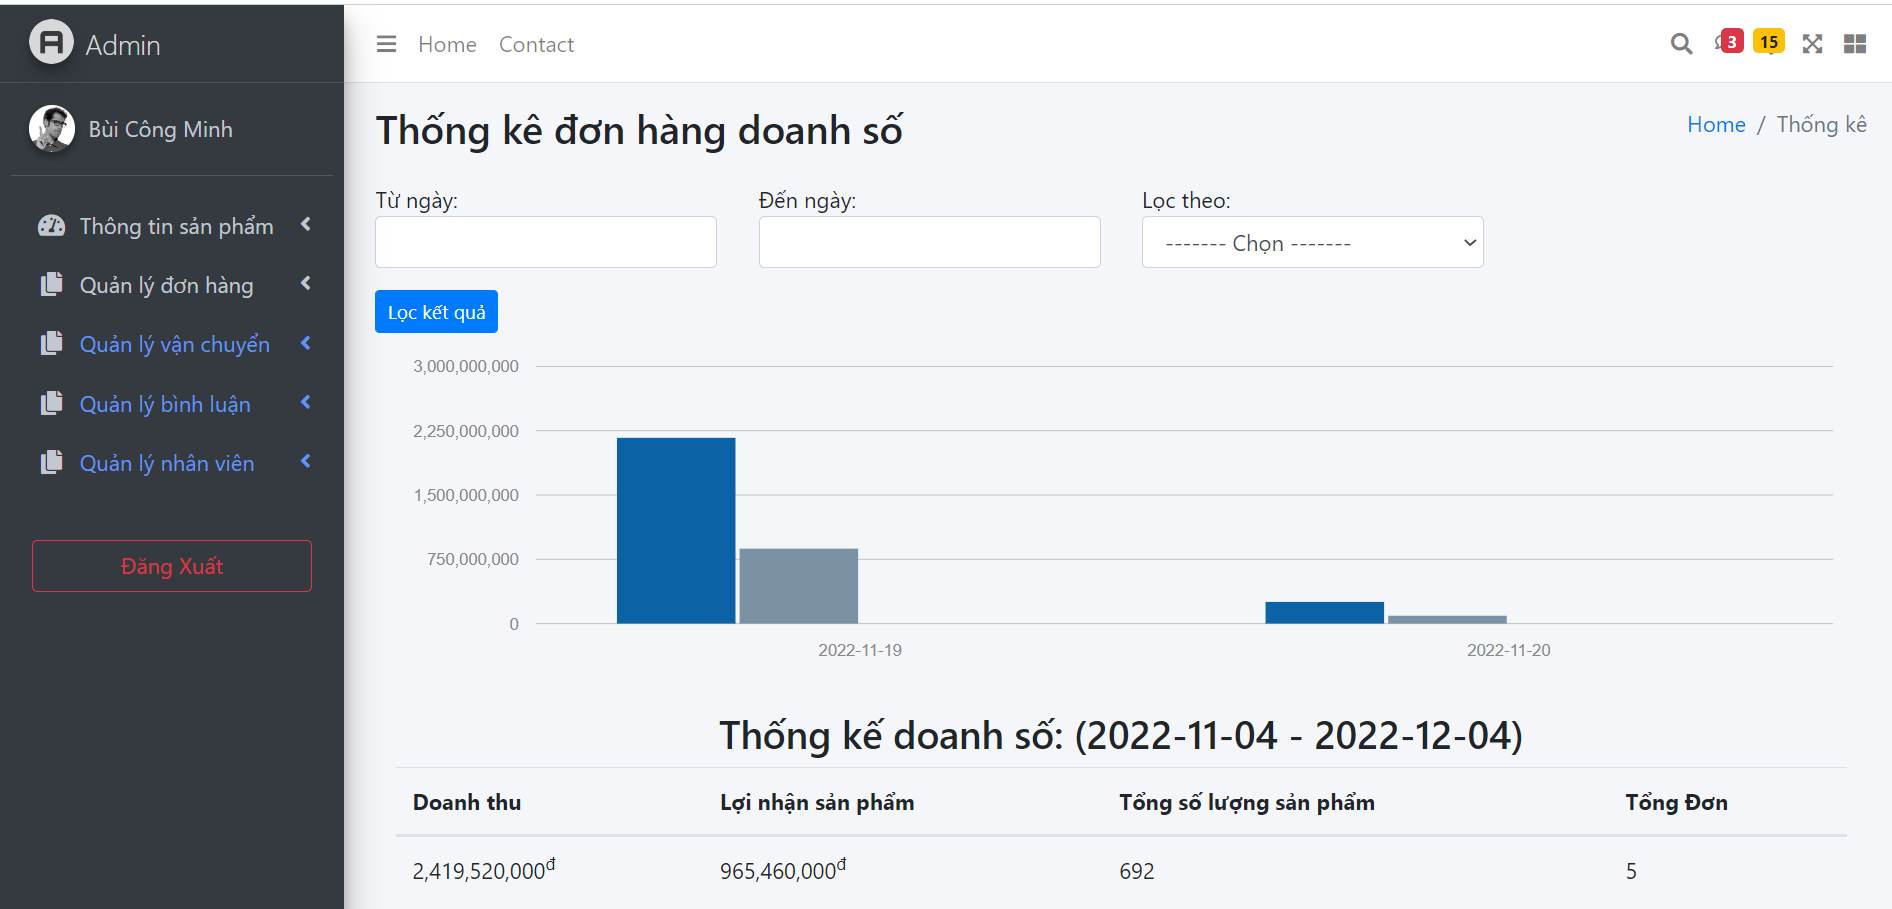 Admin
Home Contact
3 15
Bùi Công Minh
Thông tin sản phẩm
Quản lý đơn hàng
Quản lý vận chuyển
Quản lý bình luận
Quản lý nhân viên
Đăng Xuất
Thống kê đơn hàng doanh số
Home / Thống kê
Từ ngày: Đến ngày: Lọc theo:
------- Chọn -------
Lọc kết quả
3,000,000,000
2,250,000,000
1,500,000,000
750,000,000
0
2022-11-19 2022-11-20
Thống kế doanh số: (2022-11-04 - 2022-12-04)
Doanh thu Lợi nhận sản phẩm Tổng số lượng sản phẩm Tổng Đơn
2,419,520,000đ 965,460,000đ 692 5